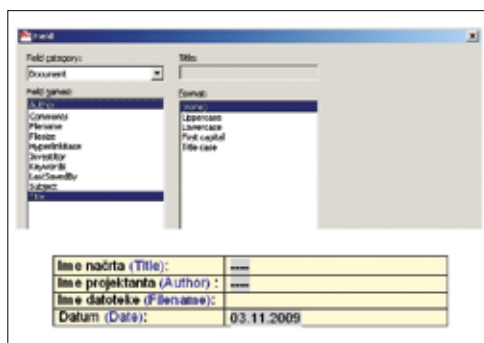 Field
Field category:
Title:
Document
Field names:
Format:
Author
(none)
Comments
Uppercase
Filename
Lowercase
Filesize
First capital
HyperlinkBase
Title case
Investitor
Keywords
LastSavedBy
Subject
Title
Ime načrta (Title): ----
Ime projektanta (Author) : ----
Ime datoteke (Filename):
Datum (Date): 03.11.2009